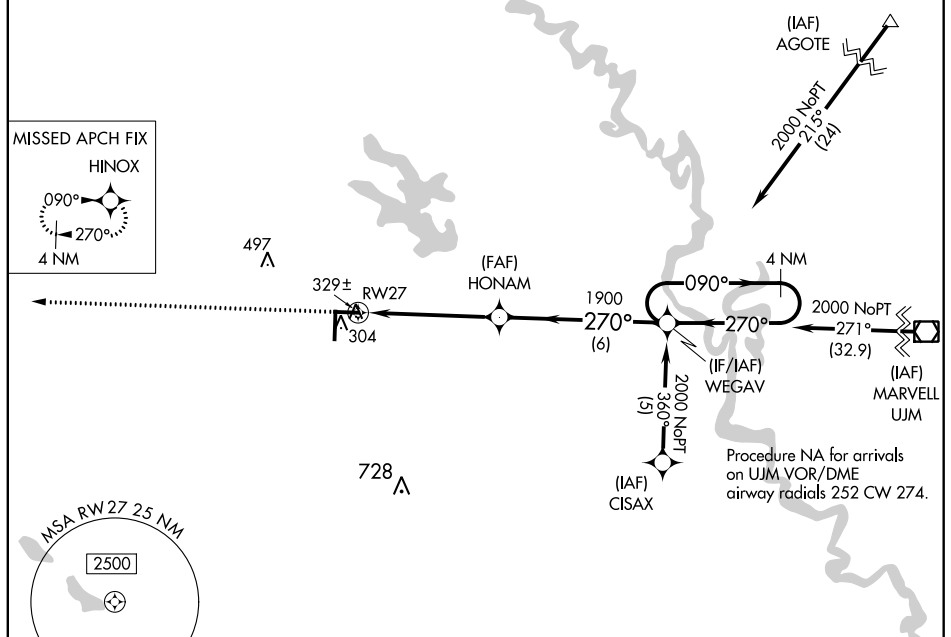 (IAF)
AGOTE
2000 NoPT
215°
(24)
MISSED APCH FIX
HINOX
090°
270°
4 NM
497
329±
RW27
304
(FAF)
HONAM
1900
270°
(6)
090°
4 NM
270°
2000 NoPT
271°
(32.9)
(IF/IAF)
WEGAV
(IAF)
MARVELL
UJM
2000 NoPT
360°
(5)
(IAF)
CISAX
Procedure NA for arrivals
on UJM VOR/DME
airway radials 252 CW 274.
728
MSA RW27 25 NM
2500